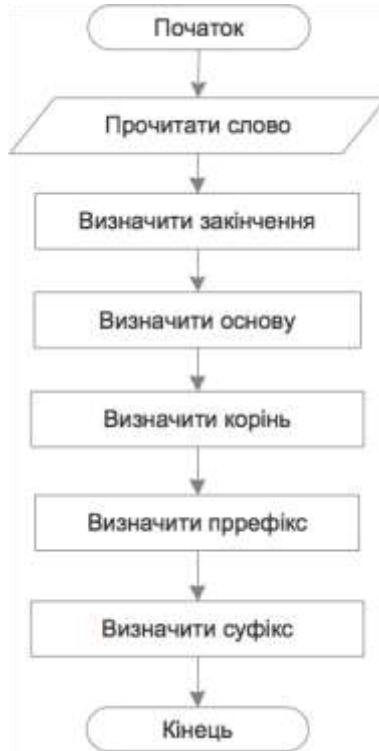 Початок
Прочитати слово
Визначити закінчення
Визначити основу
Визначити корінь
Визначити пррефікс
Визначити суфікс
Кінець